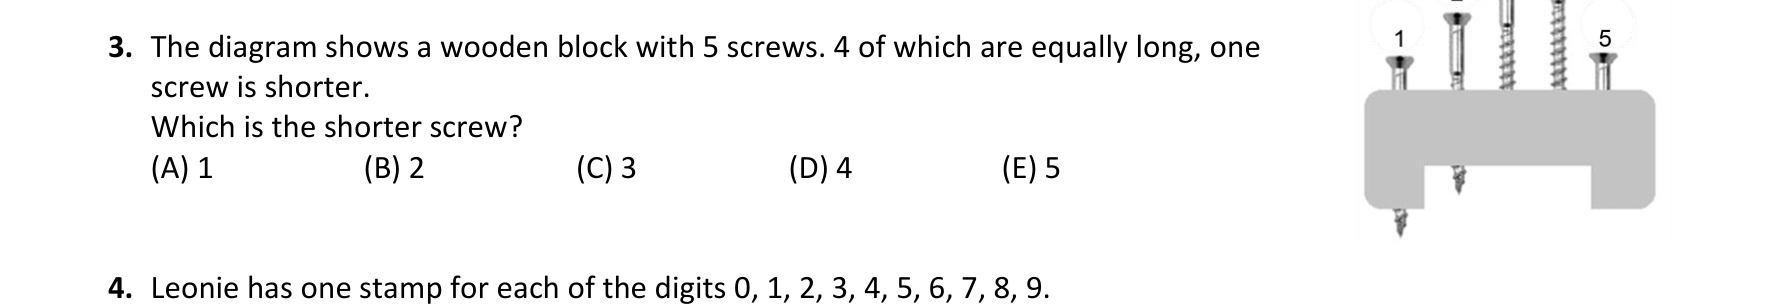 3. The diagram shows a wooden block with 5 screws. 4 of which are equally long, one
screw is shorter.
Which is the shorter screw?
(A) 1 (B) 2 (C) 3 (D) 4 (E) 5
1 5
4. Leonie has one stamp for each of the digits 0, 1, 2, 3, 4, 5, 6, 7, 8, 9.